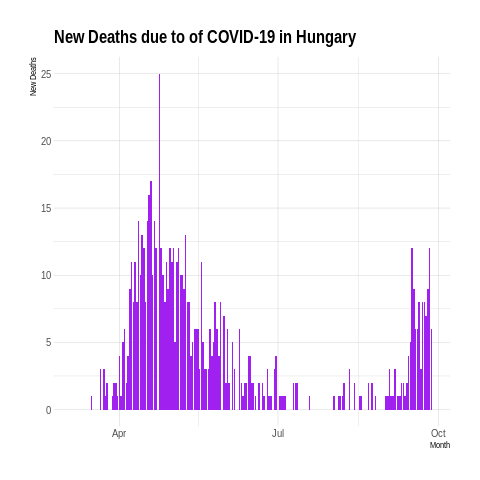 New Deaths due to of COVID-19 in Hungary
New Deaths
25
20
15
10
5
0
Apr
Jul
Oct
Month